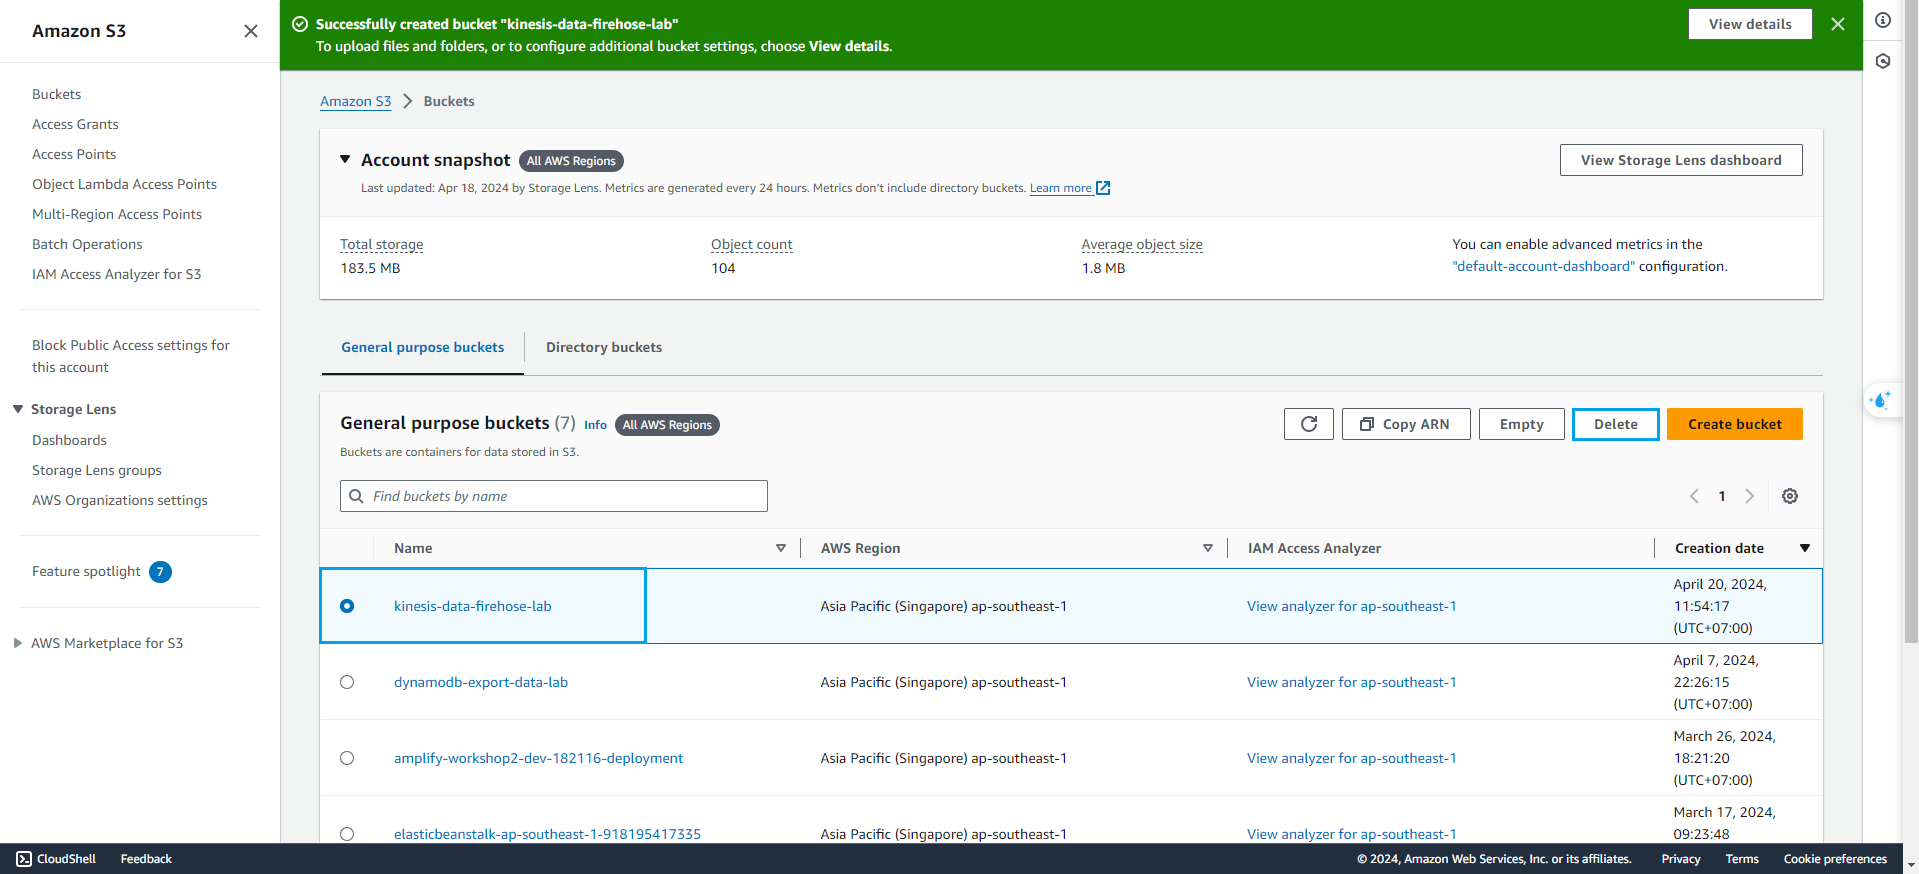 Amazon S3
Buckets
Access Grants
Access Points
Object Lambda Access Points
Multi-Region Access Points
Batch Operations
IAM Access Analyzer for S3
Block Public Access settings for
this account
Storage Lens
Dashboards
Storage Lens groups
AWS Organizations settings
Feature spotlight 7
AWS Marketplace for S3
Successfully created bucket "kinesis-data-firehose-lab"
To upload files and folders, or to configure additional bucket settings, choose View details.
View details
Amazon S3 > Buckets
Account snapshot All AWS Regions
Last updated: Apr 18, 2024 by Storage Lens. Metrics are generated every 24 hours. Metrics don't include directory buckets. Learn more
View Storage Lens dashboard
Total storage
183.5 MB
Object count
104
Average object size
1.8 MB
You can enable advanced metrics in the
"default-account-dashboard" configuration.
General purpose buckets
Directory buckets
General purpose buckets (7) Info All AWS Regions
Buckets are containers for data stored in S3.
Copy ARN
Empty
Delete
Create bucket
Find buckets by name
1
Name AWS Region IAM Access Analyzer Creation date
kinesis-data-firehose-lab Asia Pacific (Singapore) ap-southeast-1 View analyzer for ap-southeast-1 April 20, 2024,
11:54:17
(UTC+07:00)
dynamodb-export-data-lab Asia Pacific (Singapore) ap-southeast-1 View analyzer for ap-southeast-1 April 7, 2024,
22:26:15
(UTC+07:00)
amplify-workshop2-dev-182116-deployment Asia Pacific (Singapore) ap-southeast-1 View analyzer for ap-southeast-1 March 26, 2024,
18:21:20
(UTC+07:00)
elasticbeanstalk-ap-southeast-1-918195417335 Asia Pacific (Singapore) ap-southeast-1 View analyzer for ap-southeast-1 March 17, 2024,
09:23:48
CloudShell Feedback
© 2024, Amazon Web Services, Inc. or its affiliates. Privacy Terms Cookie preferences